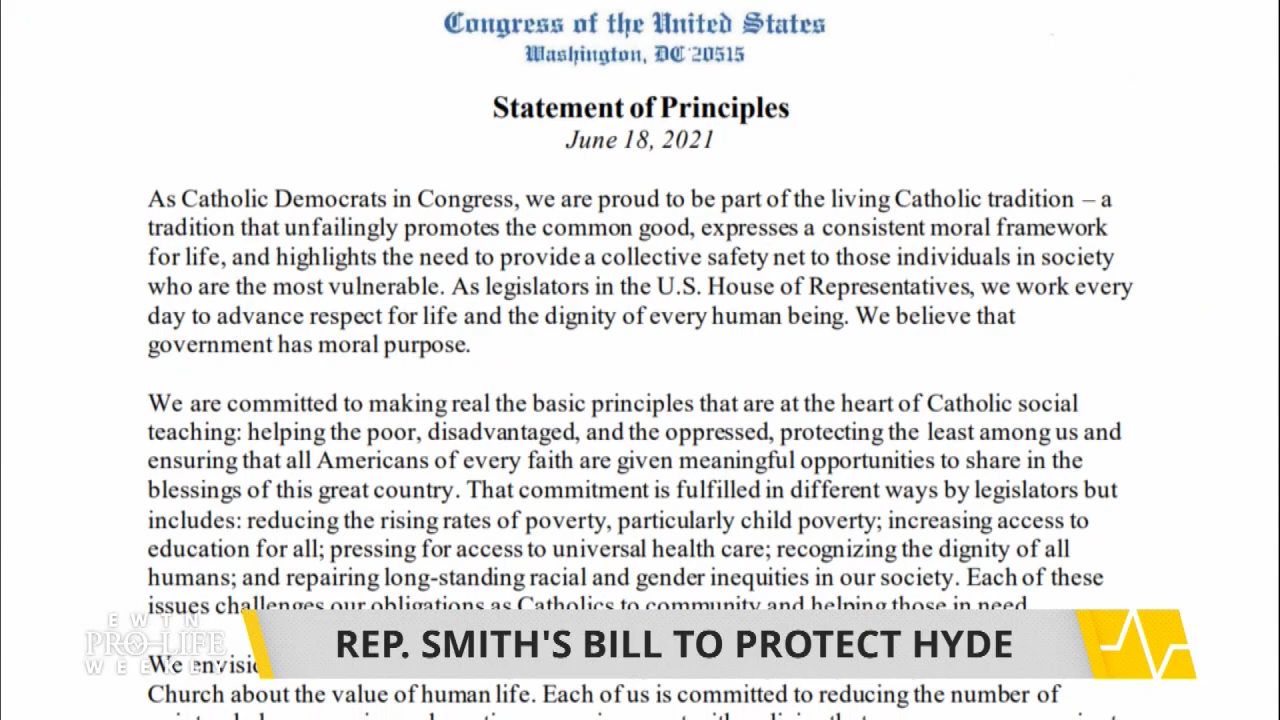 Congress of the United States
Washington, DC 20515
Statement of Principles
June 18, 2021
As Catholic Democrats in Congress, we are proud to be part of the living Catholic tradition – a
tradition that unfailingly promotes the common good, expresses a consistent moral framework
for life, and highlights the need to provide a collective safety net to those individuals in society
who are the most vulnerable. As legislators in the U.S. House of Representatives, we work every
day to advance respect for life and the dignity of every human being. We believe that
government has moral purpose.
We are committed to making real the basic principles that are at the heart of Catholic social
teaching: helping the poor, disadvantaged, and the oppressed, protecting the least among us and
ensuring that all Americans of every faith are given meaningful opportunities to share in the
blessings of this great country. That commitment is fulfilled in different ways by legislators but
includes: reducing the rising rates of poverty, particularly child poverty; increasing access to
education for all; pressing for access to universal health care; recognizing the dignity of all
humans; and repairing long-standing racial and gender inequities in our society. Each of these
issues challenges our obligations as Catholics to community and helping those in need.
EWTN
PRO-LIFE
WEEKLY
REP. SMITH'S BILL TO PROTECT HYDE
We
Church about the value of human life. Each of us is committed to reducing the number of